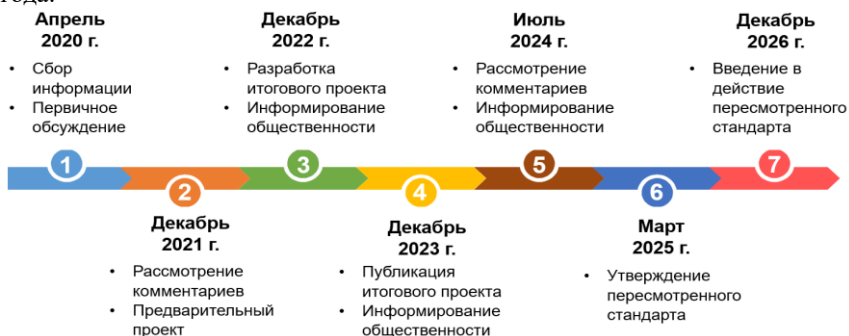 года.
Апрель
2020 г.
• Сбор
информации
• Первичное
обсуждение
Декабрь
2022 г.
• Разработка
итогового проекта
• Информирование
общественности
Июль
2024 г.
• Рассмотрение
комментариев
• Информирование
общественности
Декабрь
2026 г.
• Введение в
действие
пересмотренного
стандарта
1
2
3
4
5
6
7
Декабрь
2021 г.
• Рассмотрение
комментариев
• Предварительный
проект
Декабрь
2023 г.
• Публикация
итогового проекта
• Информирование
общественности
Март
2025 г.
• Утверждение
пересмотренного
стандарта